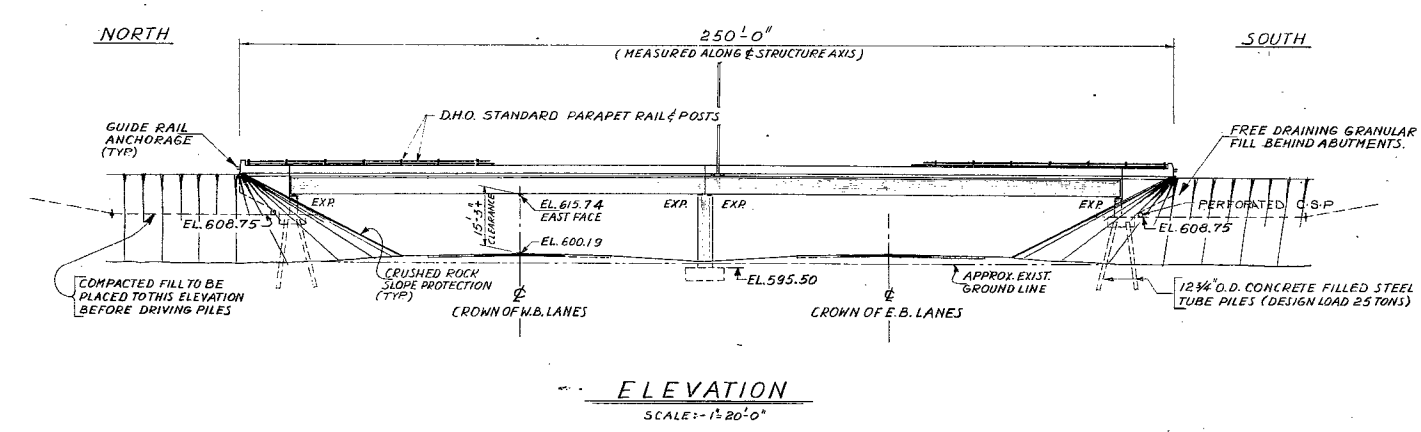 NORTH
250'-0"
(MEASURED ALONG ℄ STRUCTURE AXIS)
SOUTH
D.H.O. STANDARD PARAPET RAIL & POSTS
GUIDE RAIL
ANCHORAGE
(TYP.)
FREE DRAINING GRANULAR
FILL BEHIND ABUTMENTS.
EXP.
EL.615.74
EAST FACE
EXP.
EXP.
15'-3"±
CLEARANCE
PERFORATED C.S.P
EL.608.75
EL.608.75
EL.600.19
CRUSHED ROCK
SLOPE PROTECTION
(TYP.)
EL.595.50
APPROX. EXIST.
GROUND LINE
COMPACTED FILL TO BE
PLACED TO THIS ELEVATION
BEFORE DRIVING PILES
12¾" O.D. CONCRETE FILLED STEEL
TUBE PILES (DESIGN LOAD 25 TONS)
℄
CROWN OF W.B. LANES
℄
CROWN OF E.B. LANES
ELEVATION
SCALE:- 1"=20'-0"